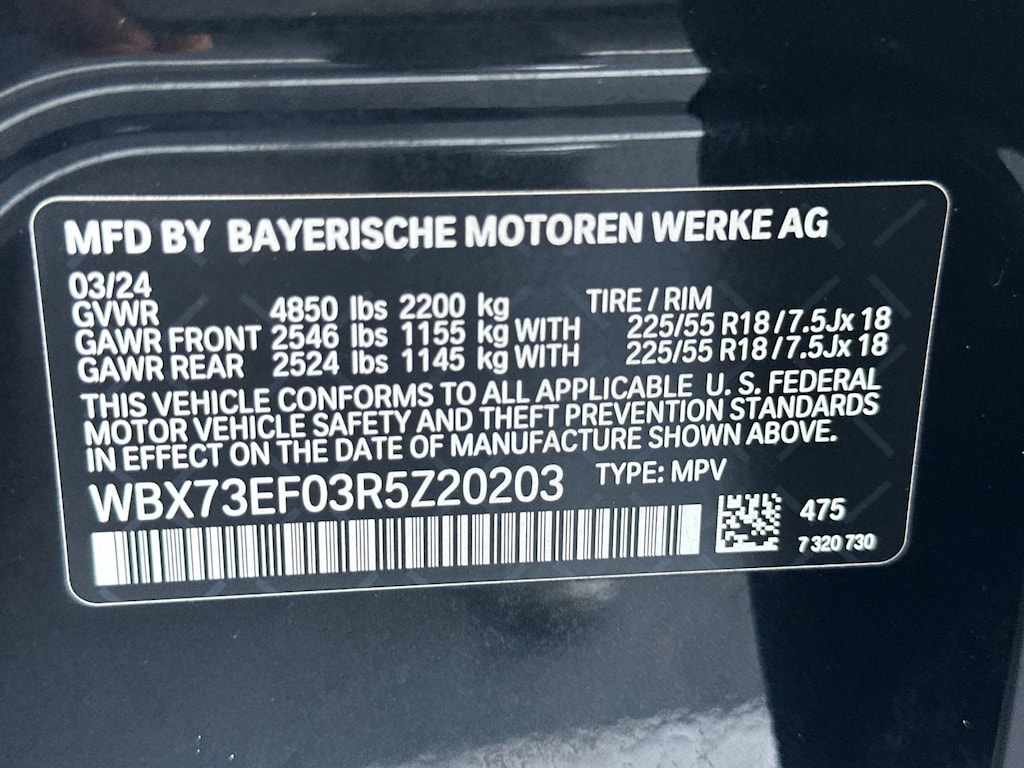 MFD BY BAYERISCHE MOTOREN WERKE AG
03/24
GVWR 4850 lbs 2200 kg TIRE / RIM
GAWR FRONT 2546 lbs 1155 kg WITH 225/55 R18 / 7.5Jx 18
GAWR REAR 2524 lbs 1145 kg WITH 225/55 R18 / 7.5Jx 18
THIS VEHICLE CONFORMS TO ALL APPLICABLE U. S. FEDERAL
MOTOR VEHICLE SAFETY AND THEFT PREVENTION STANDARDS
IN EFFECT ON THE DATE OF MANUFACTURE SHOWN ABOVE.
WBX73EF03R5Z20203 TYPE: MPV
475
7 320 730